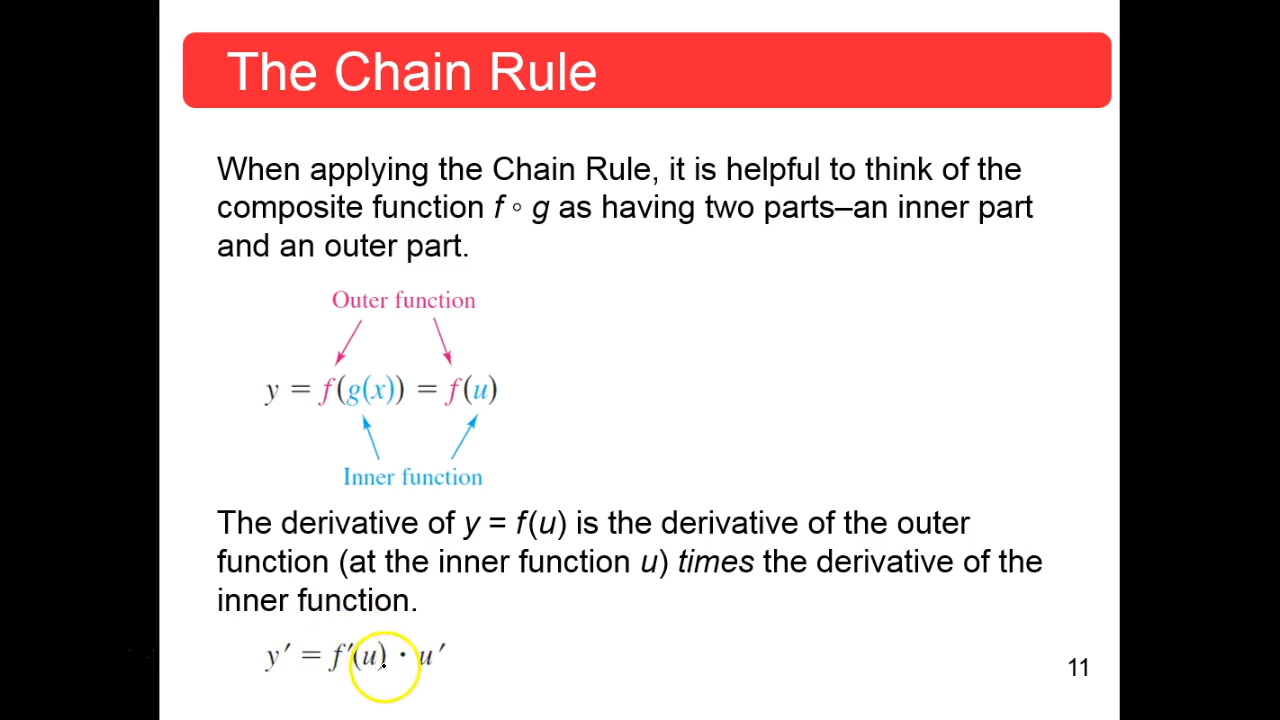 The Chain Rule
When applying the Chain Rule, it is helpful to think of the
composite function f ◦ g as having two parts–an inner part
and an outer part.
Outer function
y = f(g(x)) = f(u)
Inner function
The derivative of y = f(u) is the derivative of the outer
function (at the inner function u) times the derivative of the
inner function.
y′ = f′(u) · u′
11